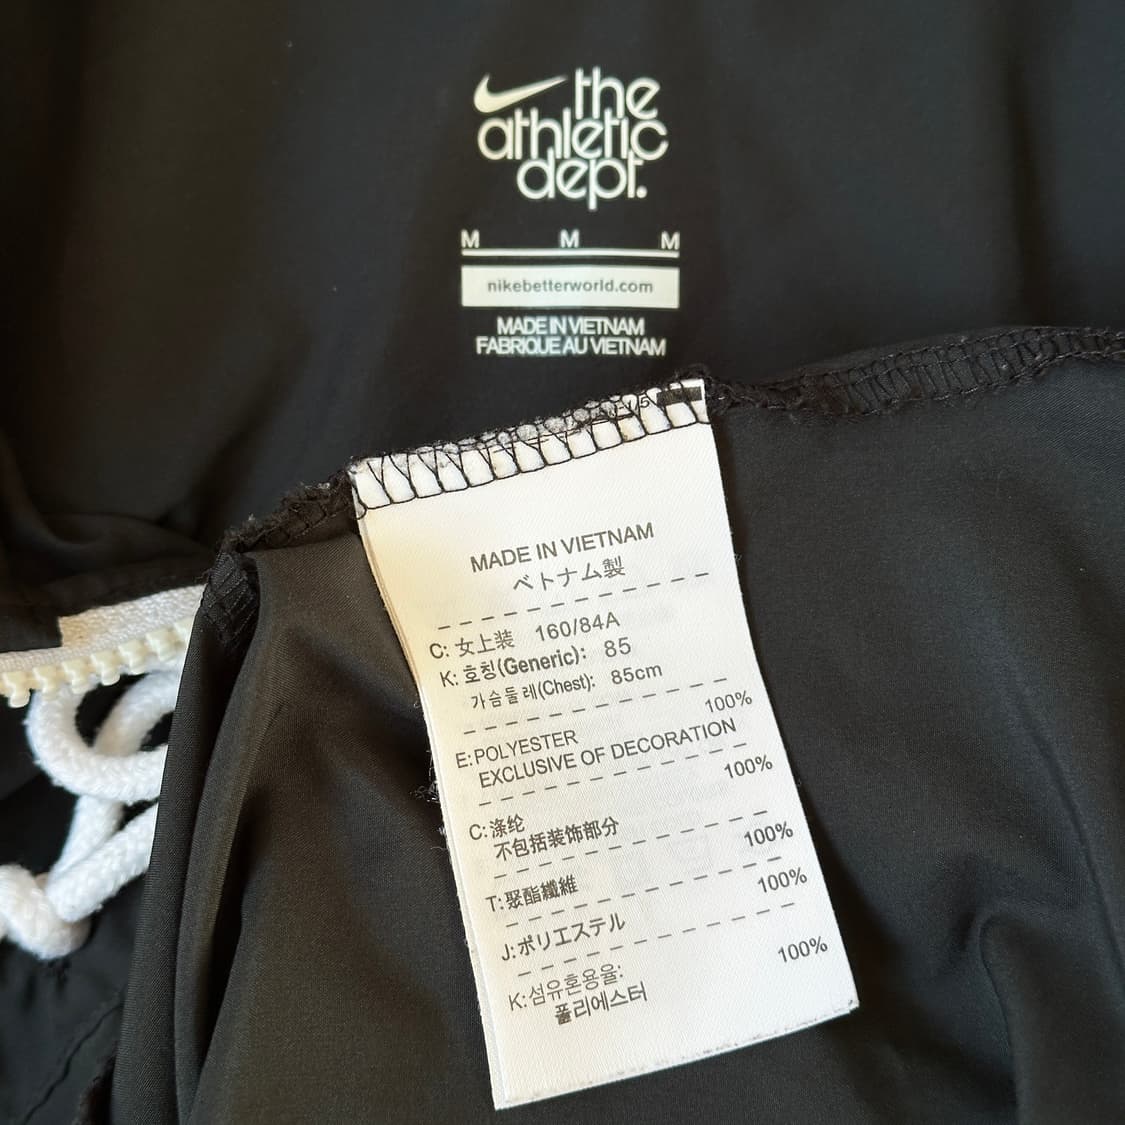 the
athletic
dept.
M M M
nikebetterworld.com
MADE IN VIETNAM
FABRIQUE AU VIETNAM
MADE IN VIETNAM
ベトナム製
C: 女上装 160/84A
K: 호칭(Generic): 85
가슴둘레(Chest): 85cm
100%
E:POLYESTER
EXCLUSIVE OF DECORATION
100%
C:涤纶
不包括装饰部分
100%
T:聚酯纖維
100%
J:ポリエステル
100%
K:섬유혼용율:
폴리에스터